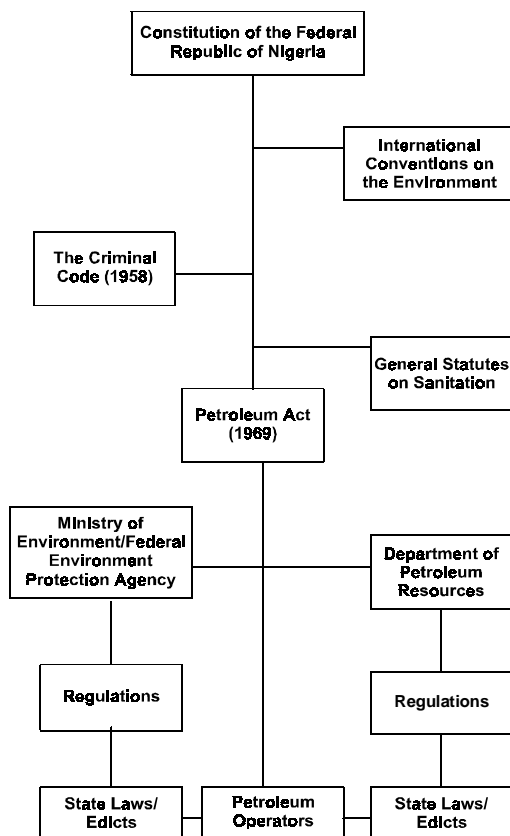 Constitution of the Federal
Republic of Nigeria
International
Conventions on
the Environment
The Criminal
Code (1958)
General Statutes
on Sanitation
Petroleum Act
(1969)
Ministry of
Environment/Federal
Environment
Protection Agency
Department of
Petroleum
Resources
Regulations
Regulations
State Laws/
Edicts
Petroleum
Operators
State Laws/
Edicts